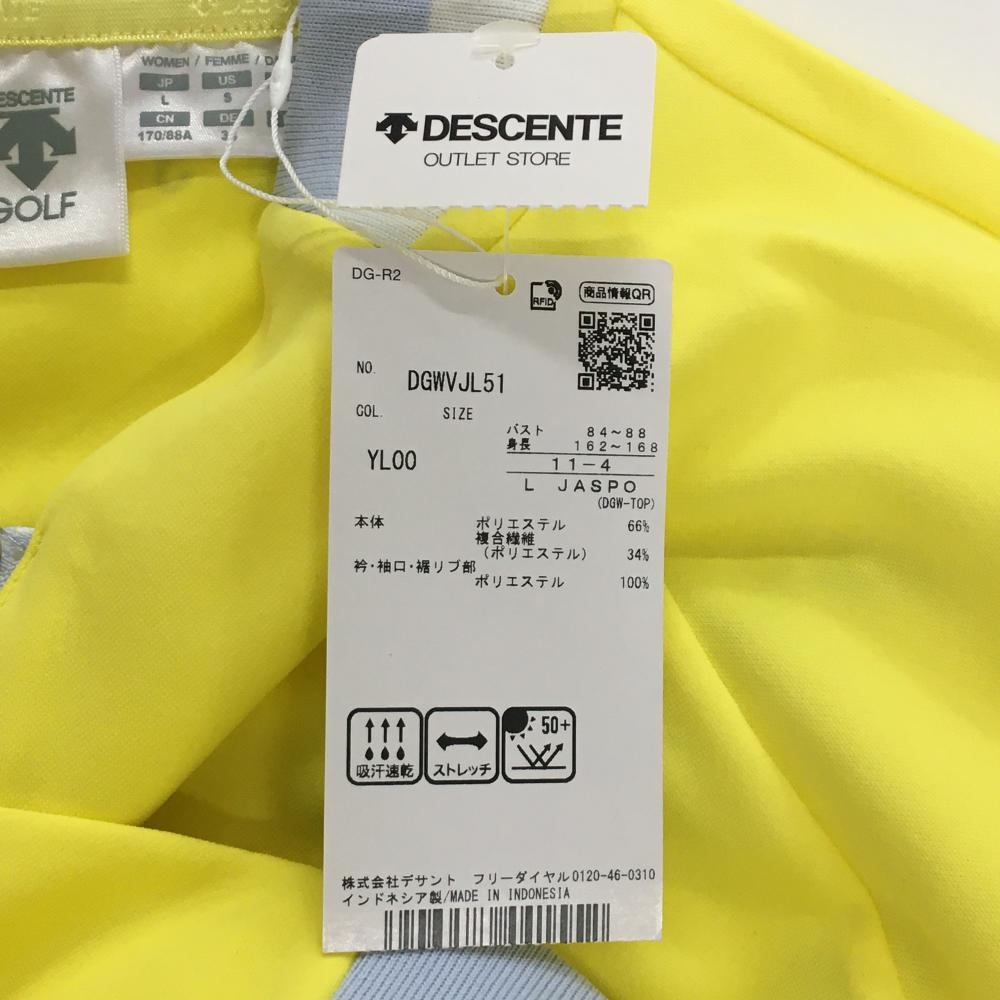 DESCENTE
GOLF
WOMEN / FEMME /
JP US
L S
CN DE
170/88A
DESCENTE
OUTLET STORE
DG-R2
RFID 商品情報QR
NO. DGWVJL51
COL. SIZE
バスト 84~88
身長 162~168
YL00 11-4
L JASPO
(DGW-TOP)
本体 ポリエステル 66%
複合繊維
(ポリエステル) 34%
衿・袖口・裾リブ部
ポリエステル 100%
50+
吸汗速乾 ストレッチ
株式会社デサント フリーダイヤル0120-46-0310
インドネシア製/MADE IN INDONESIA